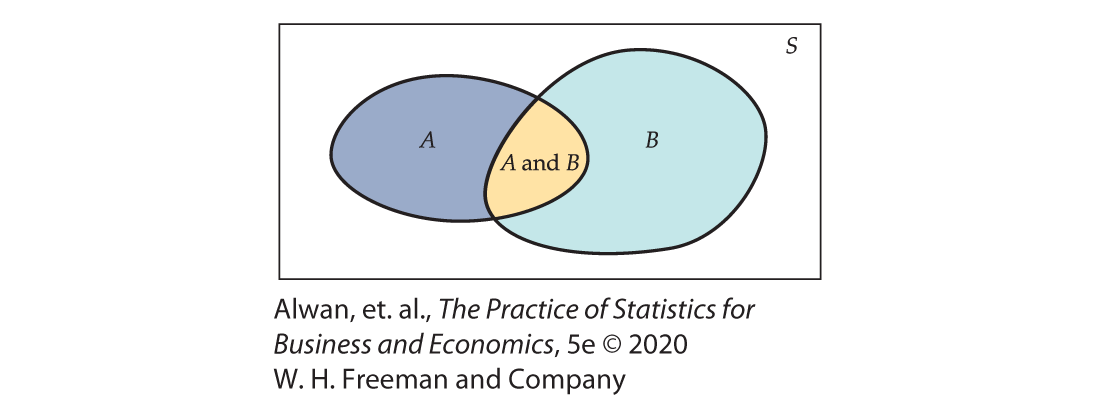 S
A
B
A and B
Alwan, et. al., The Practice of Statistics for
Business and Economics, 5e © 2020
W. H. Freeman and Company